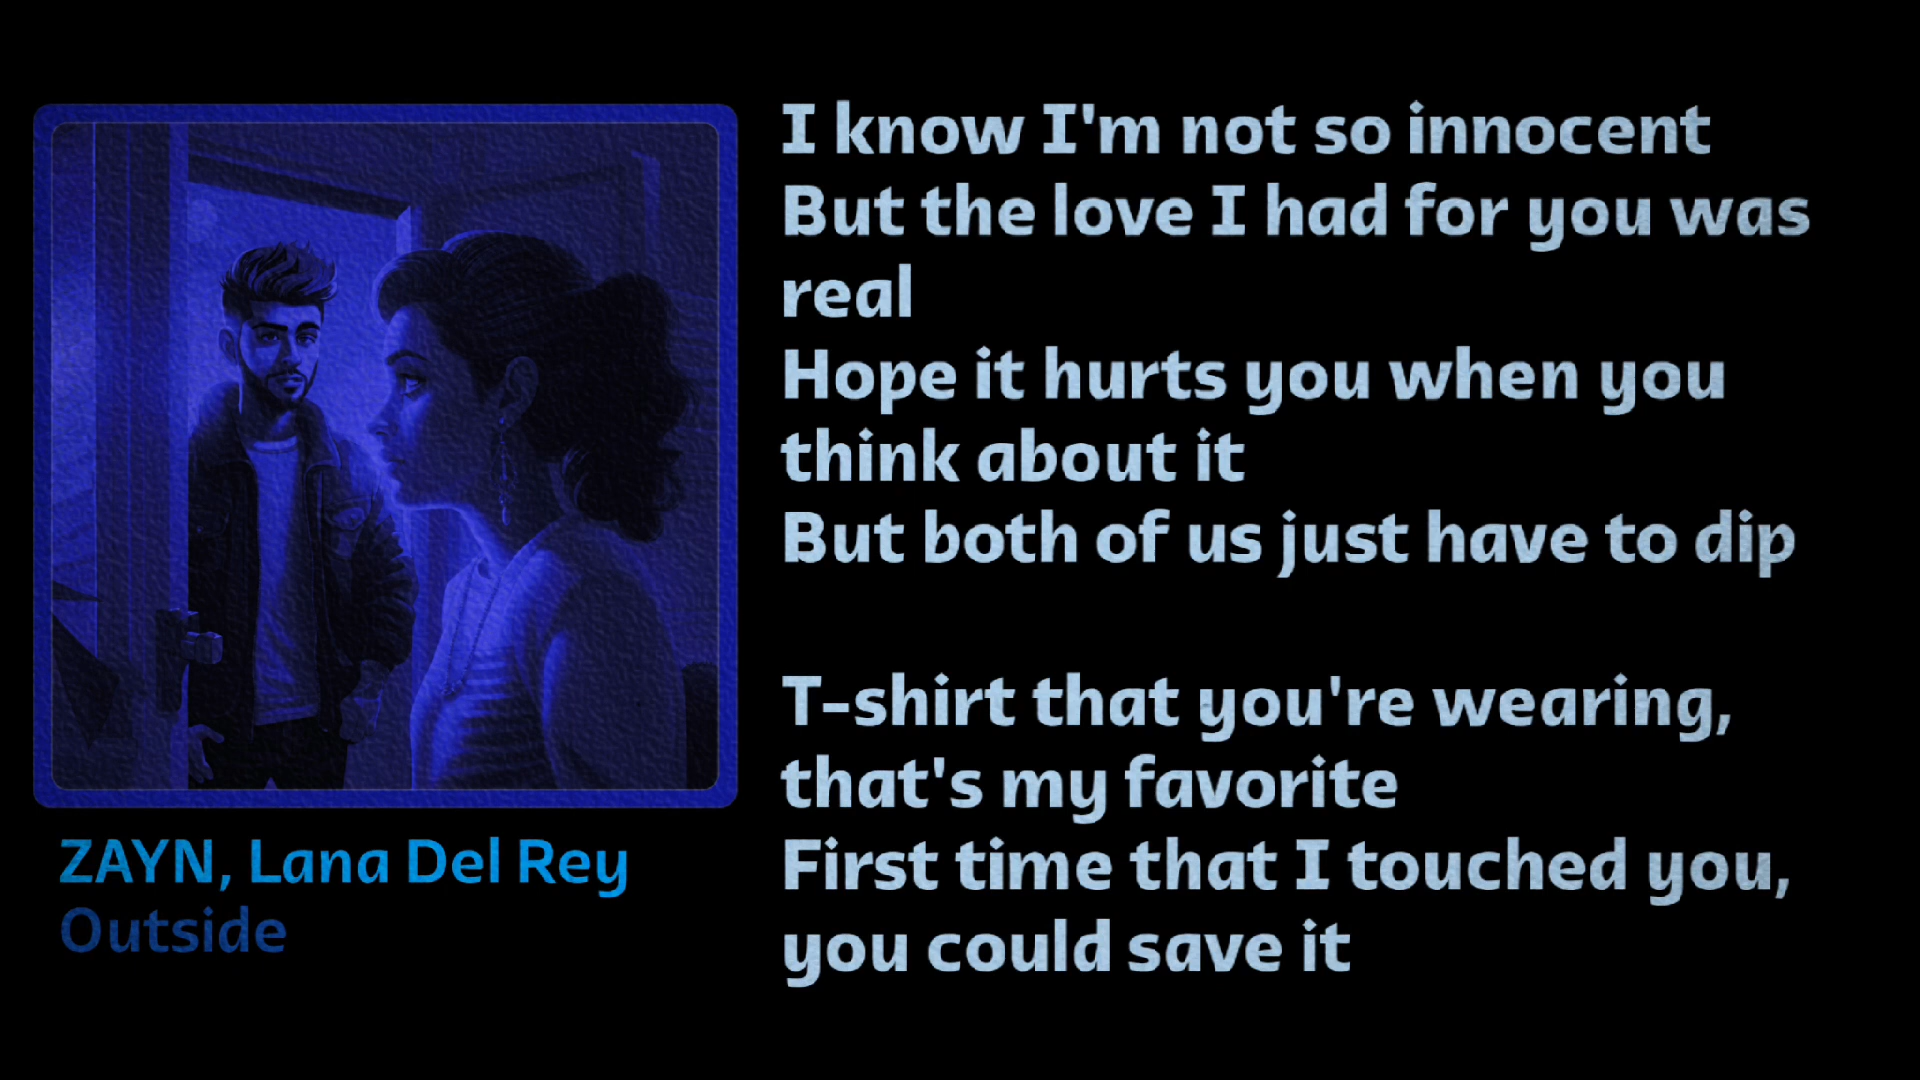 I know I'm not so innocent
But the love I had for you was
real
Hope it hurts you when you
think about it
But both of us just have to dip
T-shirt that you're wearing,
that's my favorite
First time that I touched you,
you could save it
ZAYN, Lana Del Rey
Outside